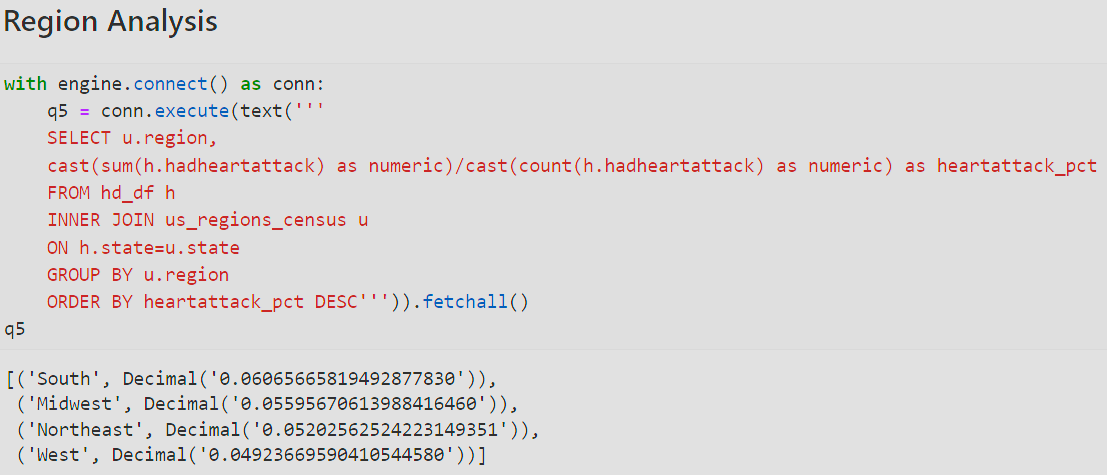 Region Analysis
with engine.connect() as conn:
    q5 = conn.execute(text('''
    SELECT u.region,
    cast(sum(h.hadheartattack) as numeric)/cast(count(h.hadheartattack) as numeric) as heartattack_pct
    FROM hd_df h
    INNER JOIN us_regions_census u
    ON h.state=u.state
    GROUP BY u.region
    ORDER BY heartattack_pct DESC''')).fetchall()
q5
[('South', Decimal('0.06065665819492877830')),
 ('Midwest', Decimal('0.05595670613988416460')),
 ('Northeast', Decimal('0.05202562524223149351')),
 ('West', Decimal('0.04923669590410544580'))]